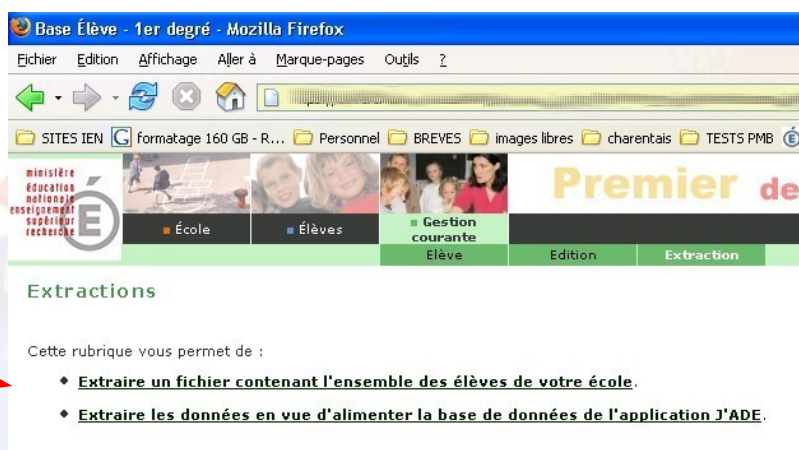 Base Élève - 1er degré - Mozilla Firefox
Fichier Edition Affichage Aller à Marque-pages Outils ?
SITES IEN G formatage 160 GB - R... Personnel BREVES images libres charentais TESTS PMB
ministère
éducation
nationale
enseignement
supérieur
recherche
É
Premier de
École Élèves Gestion
courante
Elève Edition Extraction
Extractions
Cette rubrique vous permet de :
Extraire un fichier contenant l'ensemble des élèves de votre école.
Extraire les données en vue d'alimenter la base de données de l'application J'ADE.